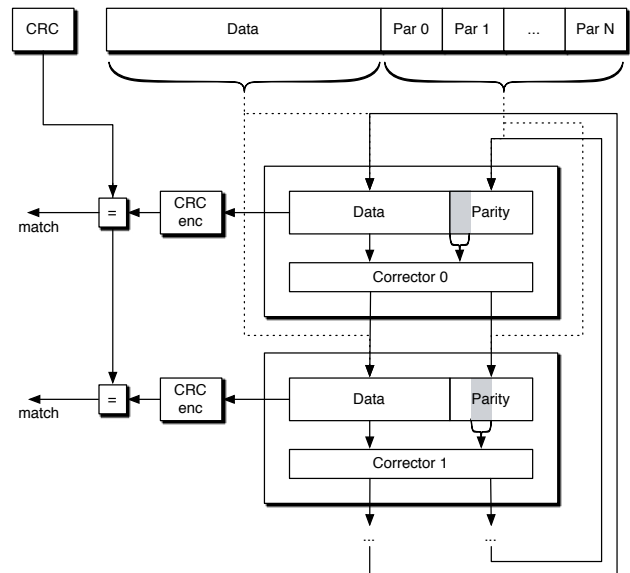 CRC
Data
Par 0
Par 1
...
Par N
=
match
CRC
enc
Data
Parity
Corrector 0
=
match
CRC
enc
Data
Parity
Corrector 1
...
...